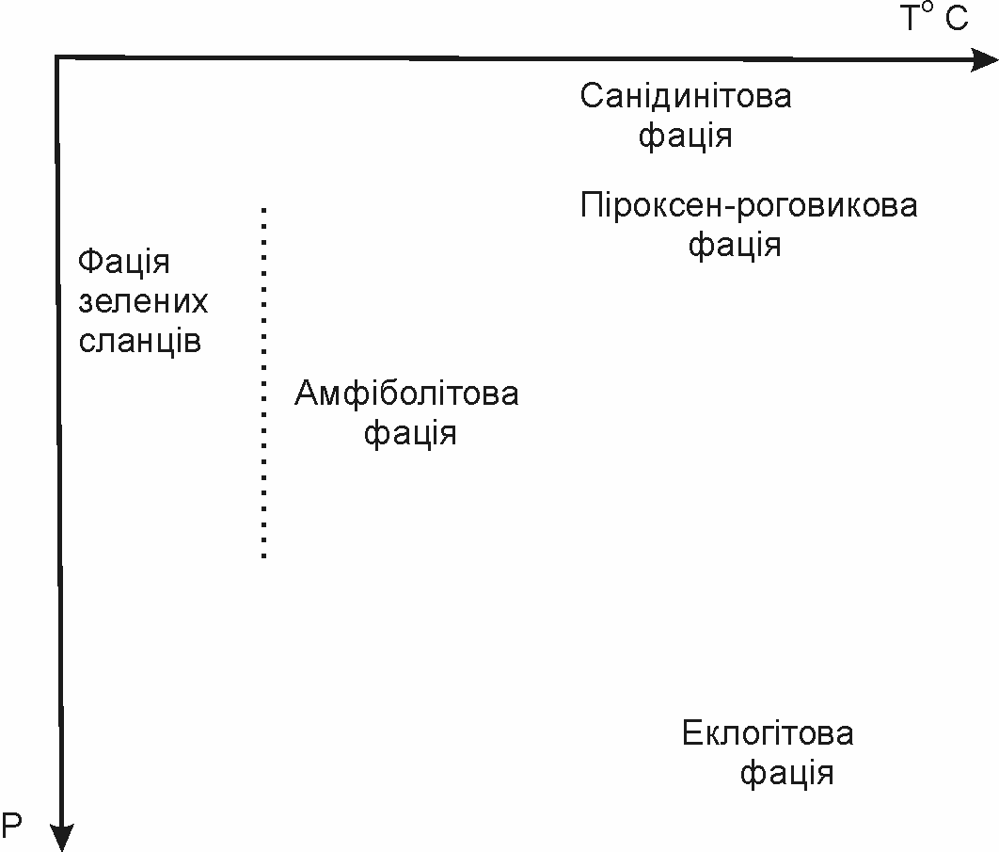 T° C
Санідинітова
фація
Піроксен-роговикова
фація
Фація
зелених
сланців
Амфіболітова
фація
Еклогітова
фація
P